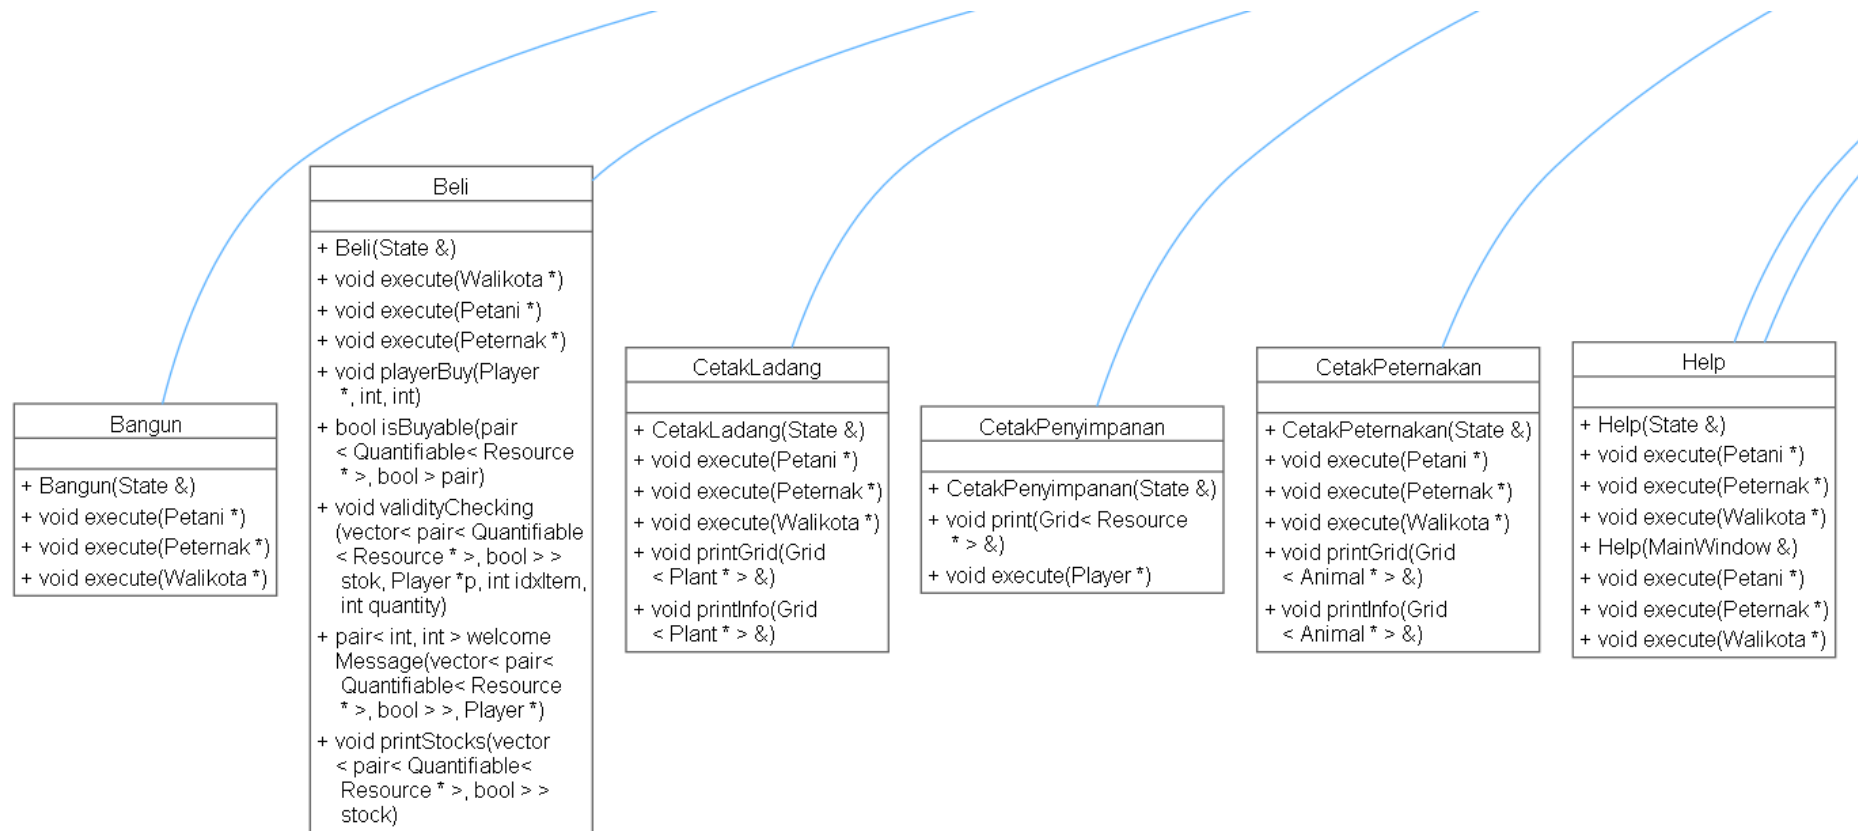 Bangun
+ Bangun(State &)
+ void execute(Petani *)
+ void execute(Peternak *)
+ void execute(Walikota *)
Beli
+ Beli(State &)
+ void execute(Walikota *)
+ void execute(Petani *)
+ void execute(Peternak *)
+ void playerBuy(Player
*, int, int)
+ bool isBuyable(pair
< Quantifiable< Resource
* >, bool > pair)
+ void validityChecking
(vector< pair< Quantifiable
< Resource * >, bool > >
stok, Player *p, int idxItem,
int quantity)
+ pair< int, int > welcome
Message(vector< pair<
Quantifiable< Resource
* >, bool > >, Player *)
+ void printStocks(vector
< pair< Quantifiable<
Resource * >, bool > >
stock)
CetakLadang
+ CetakLadang(State &)
+ void execute(Petani *)
+ void execute(Peternak *)
+ void execute(Walikota *)
+ void printGrid(Grid
< Plant * > &)
+ void printInfo(Grid
< Plant * > &)
CetakPenyimpanan
+ CetakPenyimpanan(State &)
+ void print(Grid< Resource
* > &)
+ void execute(Player *)
CetakPeternakan
+ CetakPeternakan(State &)
+ void execute(Petani *)
+ void execute(Peternak *)
+ void execute(Walikota *)
+ void printGrid(Grid
< Animal * > &)
+ void printInfo(Grid
< Animal * > &)
Help
+ Help(State &)
+ void execute(Petani *)
+ void execute(Peternak *)
+ void execute(Walikota *)
+ Help(MainWindow &)
+ void execute(Petani *)
+ void execute(Peternak *)
+ void execute(Walikota *)